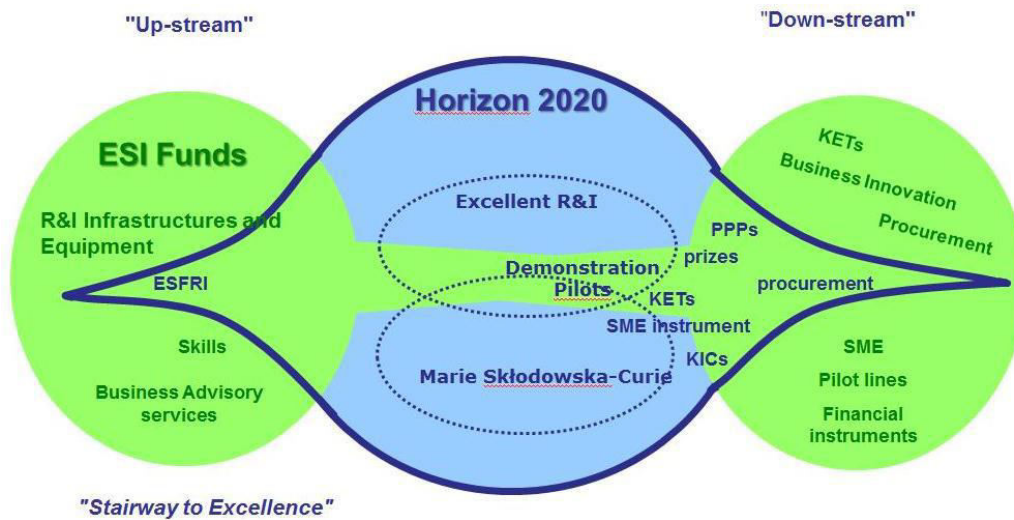 "Up-stream"
"Down-stream"
Horizon 2020
ESI Funds
R&I Infrastructures and
Equipment
ESFRI
Skills
Business Advisory
services
Excellent R&I
Demonstration
Pilots
Marie Skłodowska-Curie
PPPs
prizes
KETs
SME instrument
KICs
procurement
KETs
Business Innovation
Procurement
SME
Pilot lines
Financial
instruments
"Stairway to Excellence"